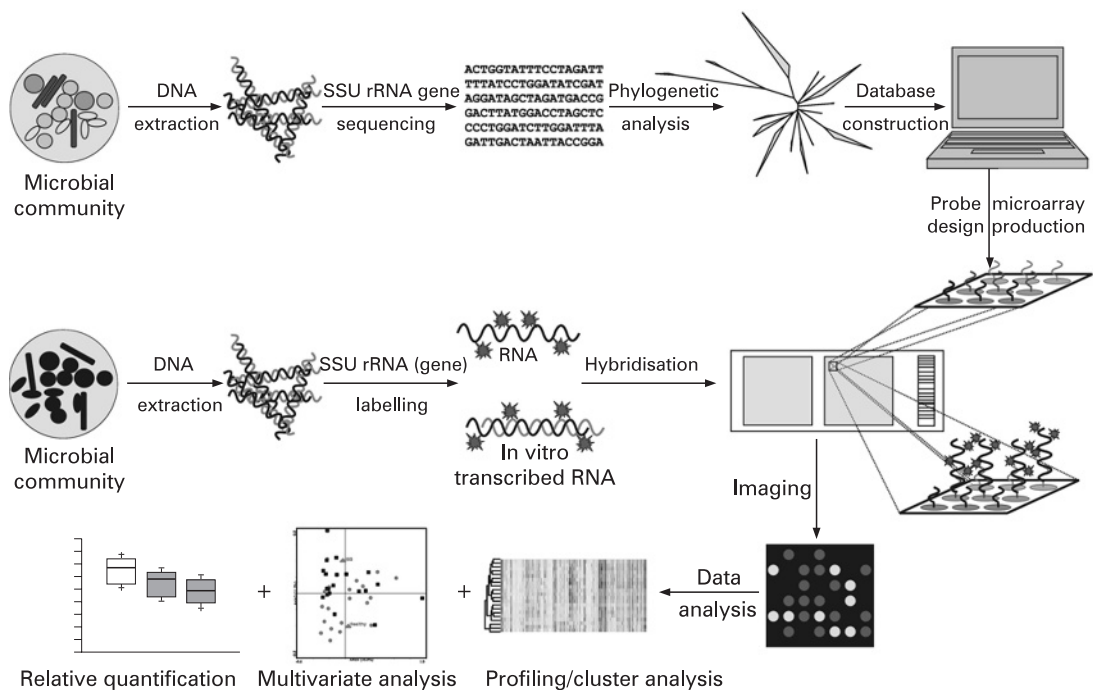 DNA
extraction
SSU rRNA gene
sequencing
ACTGGTATTTCCTAGATT
TTTATCCTGGATATCGAT
AGGATAGCTAGATGACCG
GACTTATGGACCTAGCTC
CCCTGGATCTTGGATTTA
GATTGACTAATTACCGGA
Phylogenetic
analysis
Database
construction
Microbial
community
Probe
design
microarray
production
DNA
extraction
SSU rRNA (gene)
labelling
RNA
Hybridisation
In vitro
transcribed RNA
Microbial
community
Imaging
Data
analysis
+
+
Relative quantification
Multivariate analysis
Profiling/cluster analysis